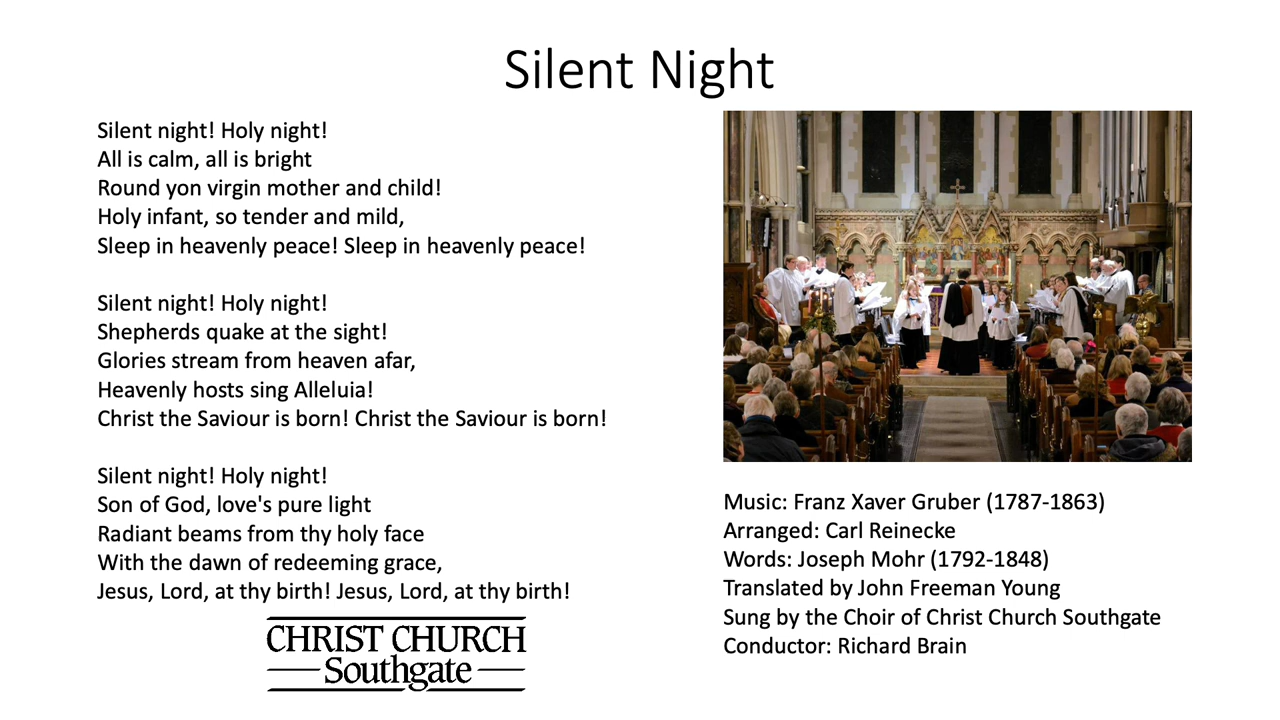 Silent Night
Silent night! Holy night!
All is calm, all is bright
Round yon virgin mother and child!
Holy infant, so tender and mild,
Sleep in heavenly peace! Sleep in heavenly peace!
Silent night! Holy night!
Shepherds quake at the sight!
Glories stream from heaven afar,
Heavenly hosts sing Alleluia!
Christ the Saviour is born! Christ the Saviour is born!
Silent night! Holy night!
Son of God, love's pure light
Radiant beams from thy holy face
With the dawn of redeeming grace,
Jesus, Lord, at thy birth! Jesus, Lord, at thy birth!
CHRIST CHURCH
Southgate
Music: Franz Xaver Gruber (1787-1863)
Arranged: Carl Reinecke
Words: Joseph Mohr (1792-1848)
Translated by John Freeman Young
Sung by the Choir of Christ Church Southgate
Conductor: Richard Brain